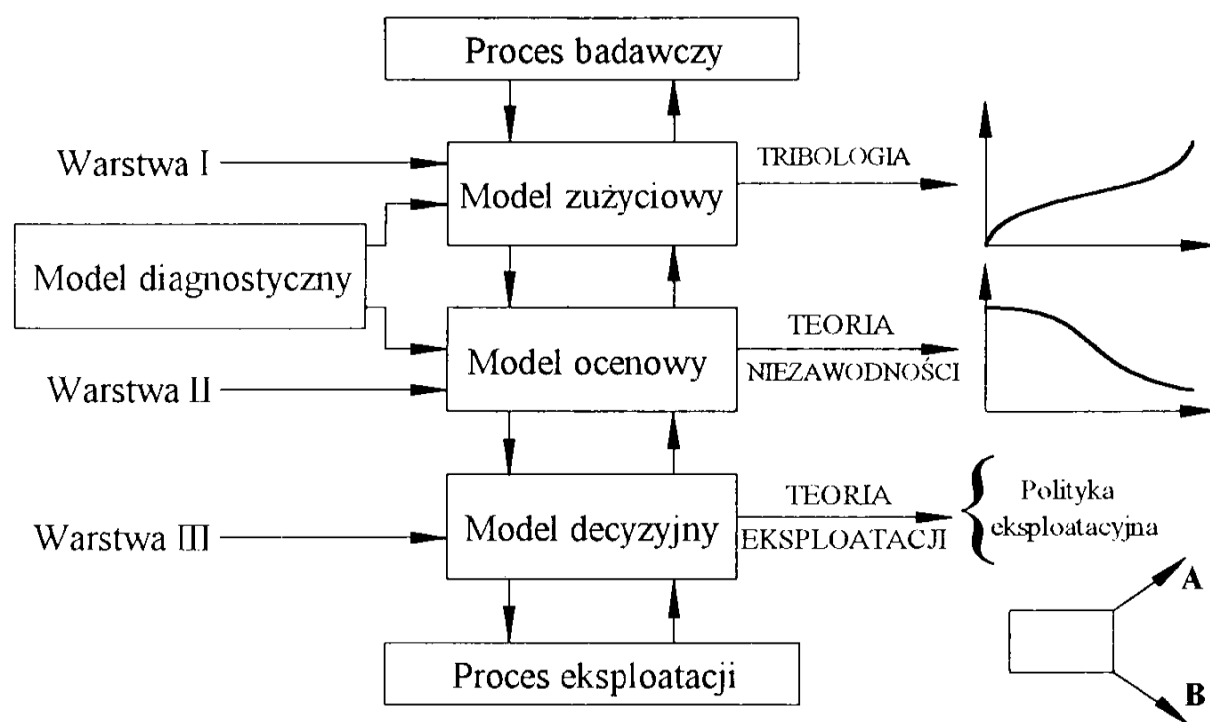 Proces badawczy
Warstwa I
Model zużyciowy
TRIBOLOGIA
Model diagnostyczny
Model ocenowy
TEORIA
NIEZAWODNOŚCI
Warstwa II
Warstwa III
Model decyzyjny
TEORIA
EKSPLOATACJI
Polityka
eksploatacyjna
A
B
Proces eksploatacji